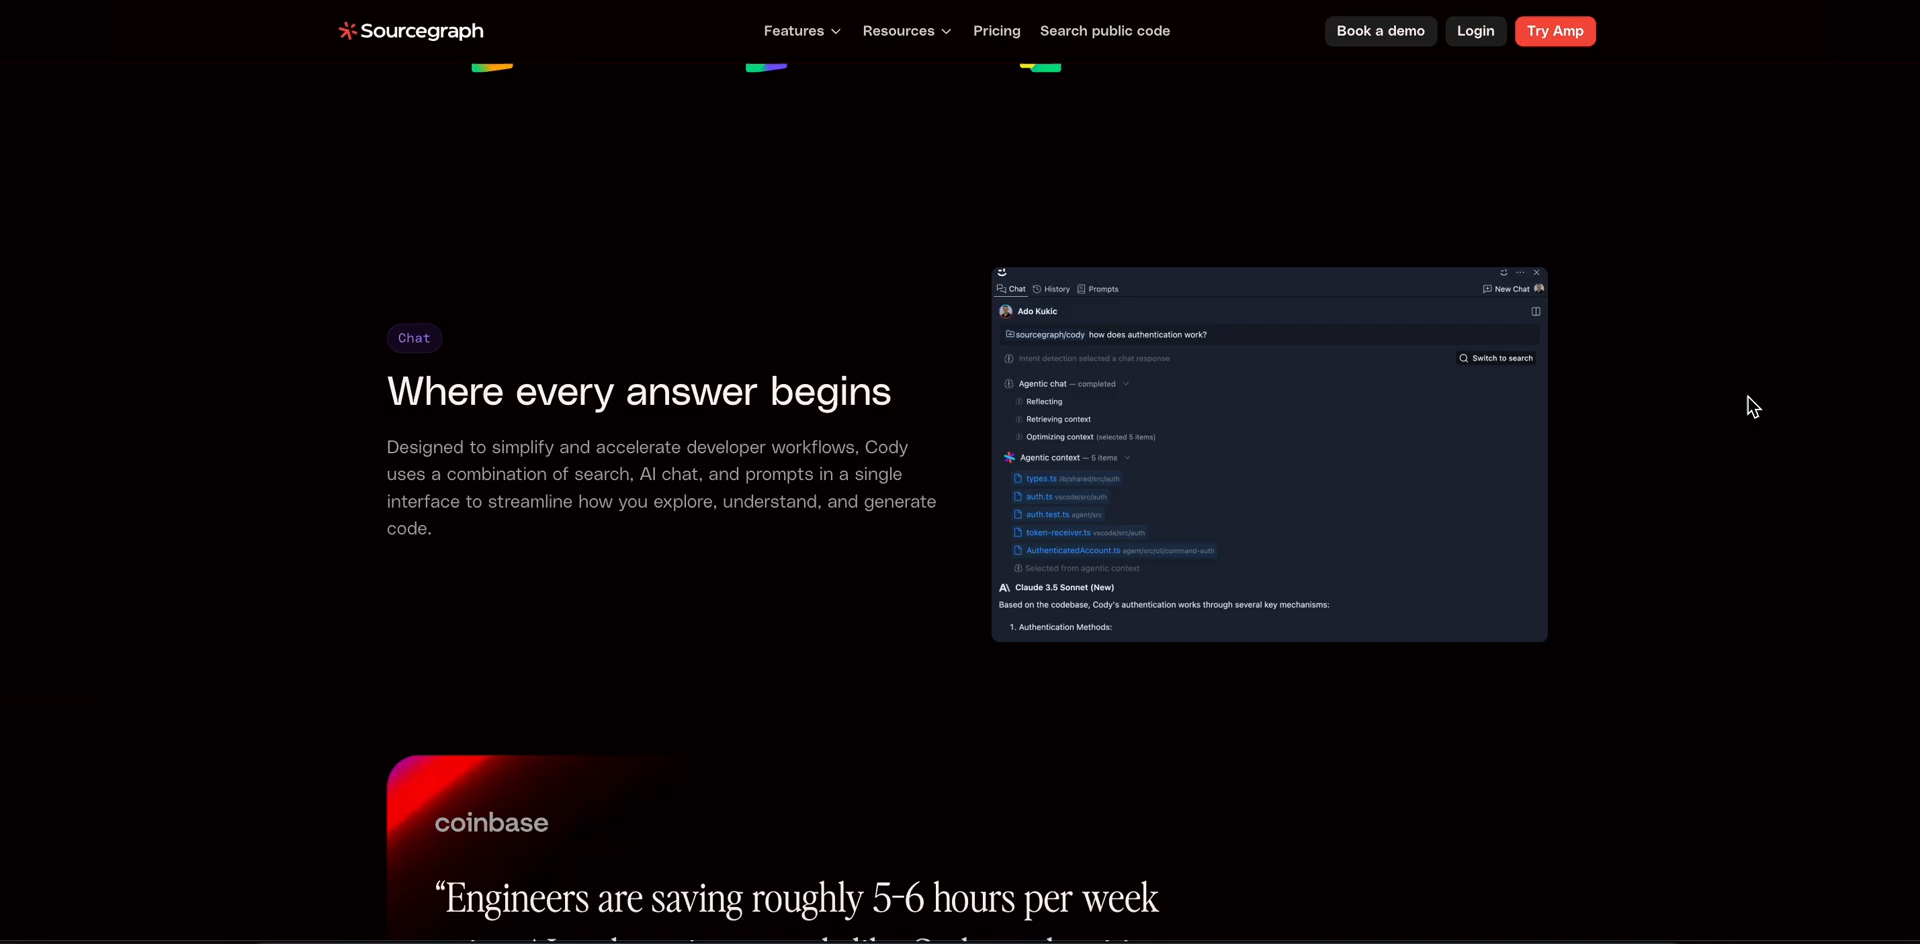 Sourcegraph
Features
Resources
Pricing
Search public code
Book a demo
Login
Try Amp
Chat
Where every answer begins
Designed to simplify and accelerate developer workflows, Cody
uses a combination of search, AI chat, and prompts in a single
interface to streamline how you explore, understand, and generate
code.
Chat
History
Prompts
New Chat
Ado Kukic
sourcegraph/cody how does authentication work?
Intent detection selected a chat response
Switch to search
Agentic chat — completed
Reflecting
Retrieving context
Optimizing context (selected 5 items)
Agentic context — 5 items
types.ts lib/shared/src/auth
auth.ts vscode/src/auth
auth.test.ts agent/src
token-receiver.ts vscode/src/auth
AuthenticatedAccount.ts agent/src/cli/command-auth
Selected from agentic context
Claude 3.5 Sonnet (New)
Based on the codebase, Cody's authentication works through several key mechanisms:
1. Authentication Methods:
coinbase
“Engineers are saving roughly 5-6 hours per week